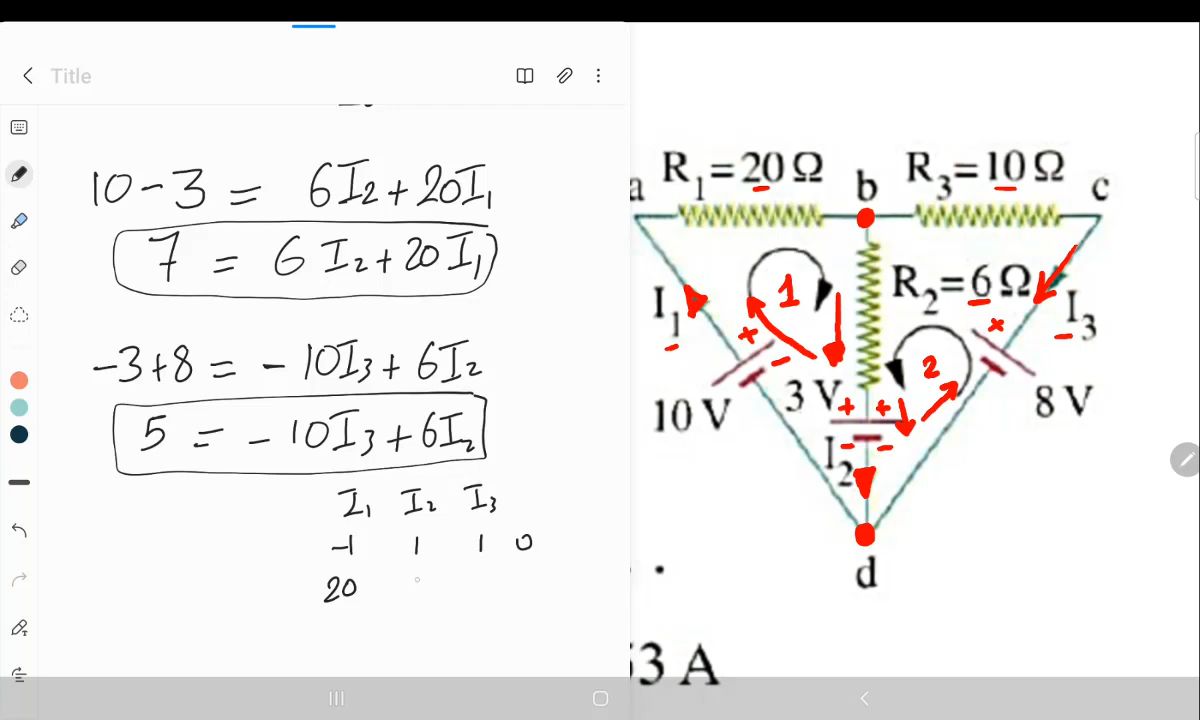 Title
10 - 3 = 6I₂ + 20I₁
7 = 6I₂ + 20I₁
-3 + 8 = - 10I₃ + 6I₂
5 = - 10I₃ + 6I₂
I₁ I₂ I₃
-1 1 1 0
20
a R₁=20 Ω b R₃=10 Ω c
I₁ 1 R₂=6 Ω I₃
+ - 2 ×
10 V 3 V + + 8 V
I₂ - -
d
3 A